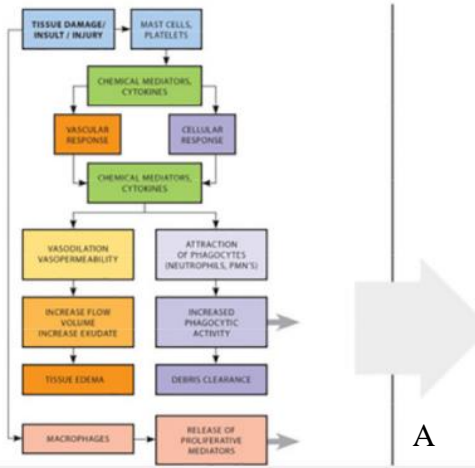 TISSUE DAMAGE/
INSULT / INJURY
MAST CELLS,
PLATELETS
CHEMICAL MEDIATORS,
CYTOKINES
VASCULAR
RESPONSE
CELLULAR
RESPONSE
CHEMICAL MEDIATORS,
CYTOKINES
VASODILATION
VASOPERMEABILITY
ATTRACTION
OF PHAGOCYTES
(NEUTROPHILS, PMN'S)
INCREASE FLOW
VOLUME
INCREASE EXUDATE
INCREASED
PHAGOCYTIC
ACTIVITY
TISSUE EDEMA
DEBRIS CLEARANCE
MACROPHAGES
RELEASE OF
PROLIFERATIVE
MEDIATORS
A